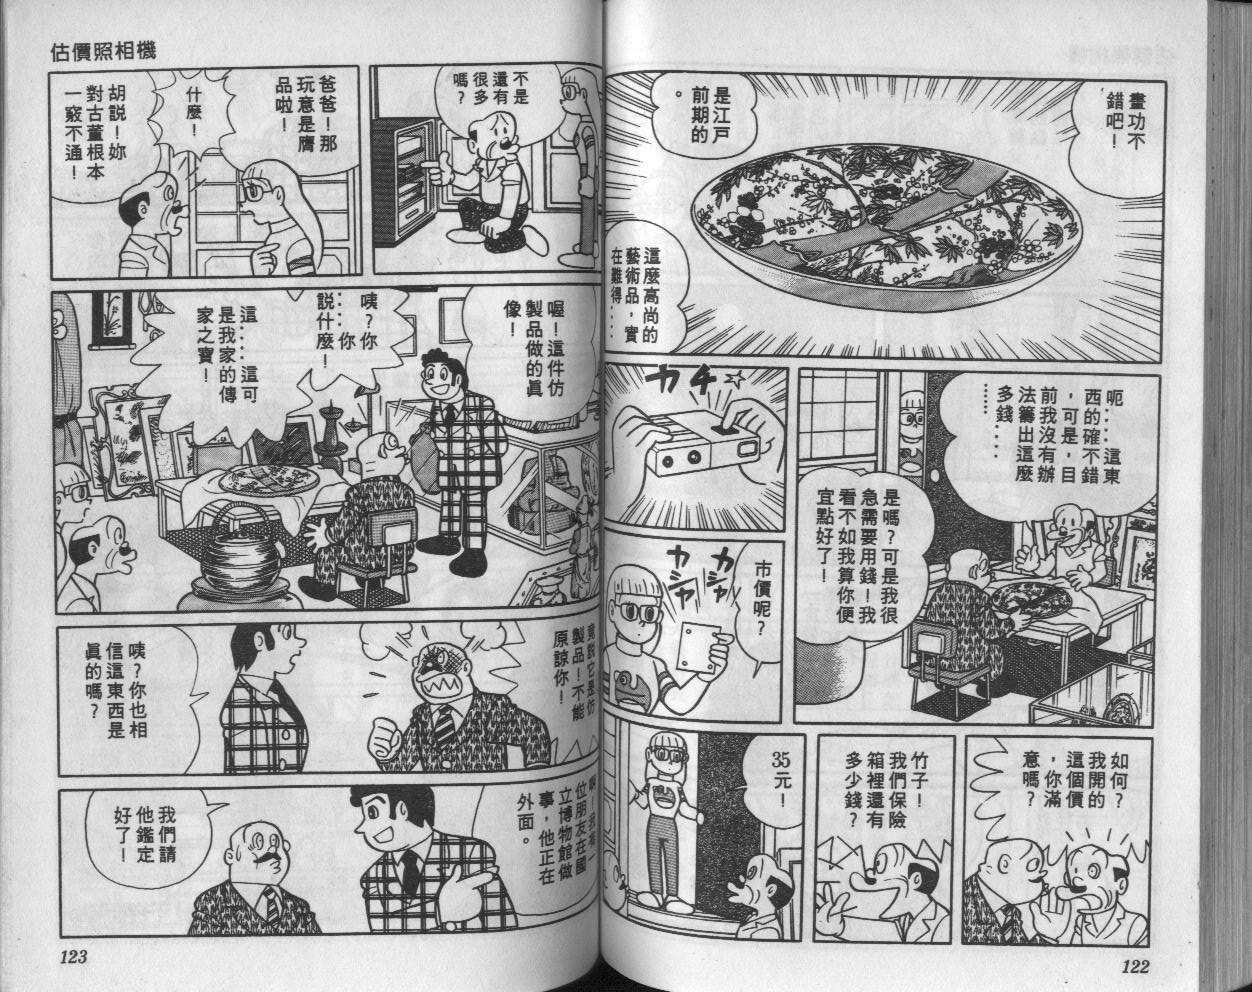 畫功不
錯吧！
是江戸
前期的
。
這麼高尚的
藝術品，實
在難得……
呃……這東
西的確不錯
，可是，目
前我沒有辦
法籌出這麼
多錢……
……
是嗎？可是我很
急需要用錢！我
看不如我算你便
宜點好了！
カチ☆
市價呢？
カシャ
カシャ
如何？
我開的
這個價
，你滿
意嗎？
竹子！
我們保險
箱裡還有
多少錢？
35
元！
122
估價照相機
不是
還有
很多
嗎？
爸爸！那
玩意是膺
品啦！
什麼！
胡說！妳
對古董根本
一竅不通！
喔！這件仿
製品做的眞
像！
咦？你
……你
說什麼！
這……這可
是我家的傳
家之寶！
竟說它是仿
製品！不能
原諒你！
咦？你也相
信這東西是
眞的嗎？
啊！我有一
位朋友在國
立博物館做
事，他正在
外面。
我們請
他鑑定
好了！
123